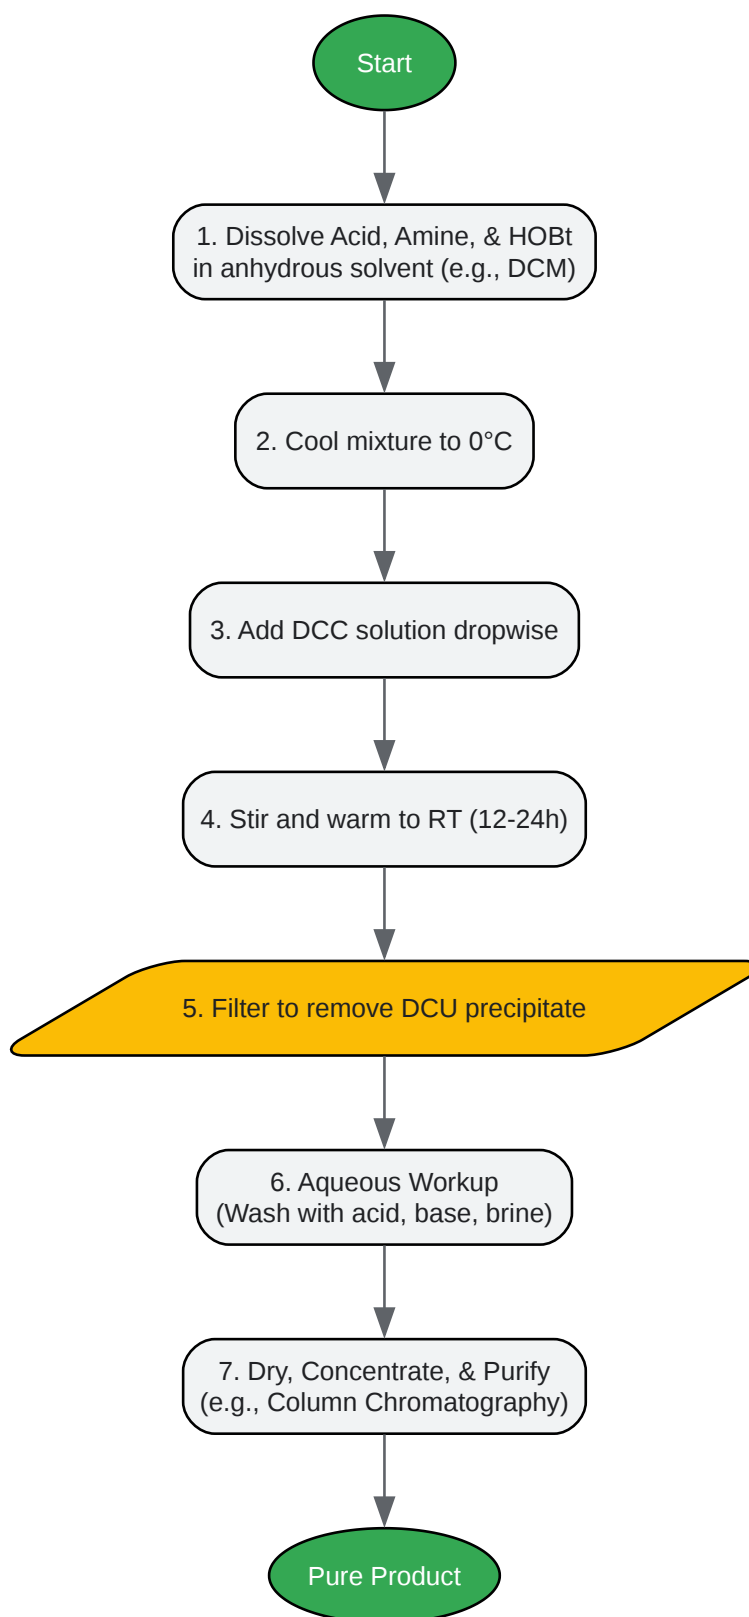 Start
1. Dissolve Acid, Amine, & HOBt
in anhydrous solvent (e.g., DCM)
2. Cool mixture to 0°C
3. Add DCC solution dropwise
4. Stir and warm to RT (12-24h)
5. Filter to remove DCU precipitate
6. Aqueous Workup
(Wash with acid, base, brine)
7. Dry, Concentrate, & Purify
(e.g., Column Chromatography)
Pure Product